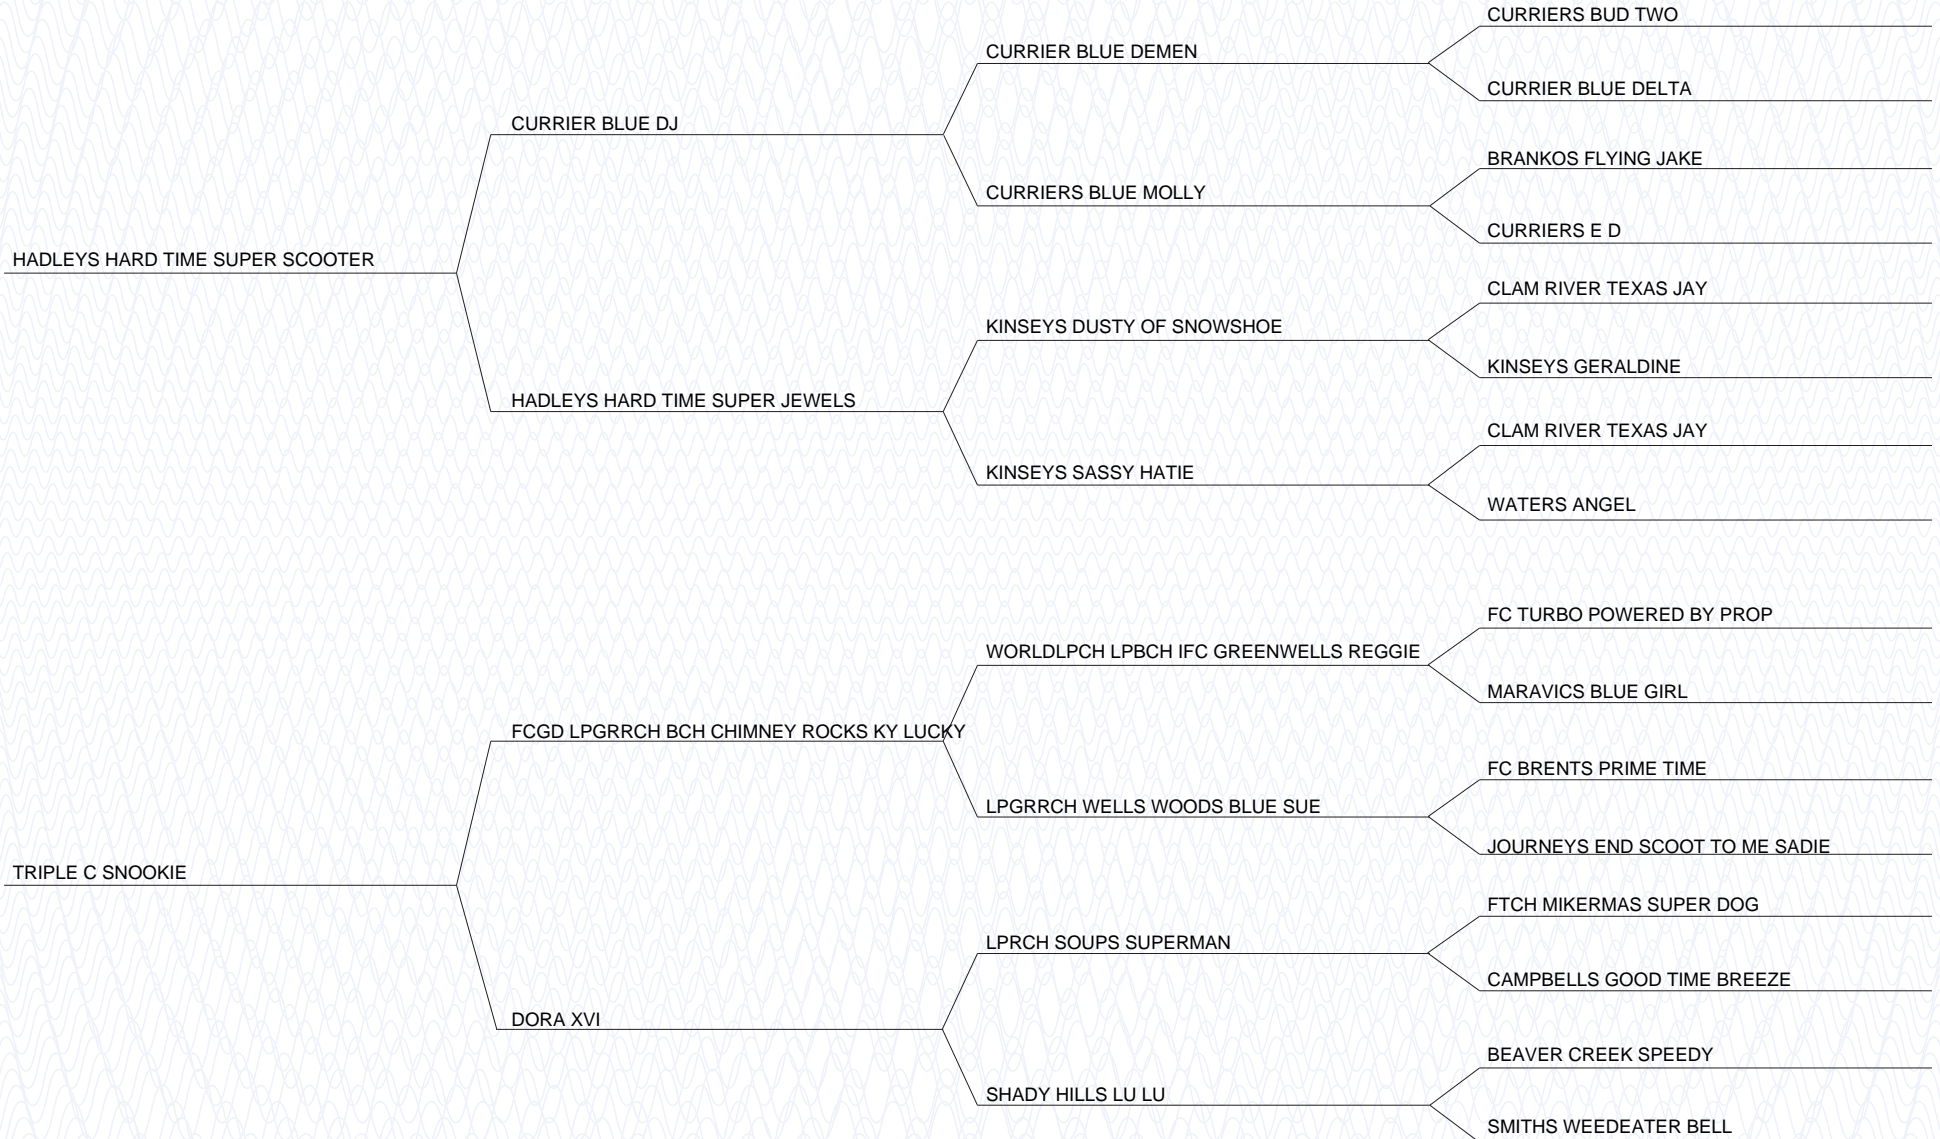 CURRIERS BUD TWO
CURRIER BLUE DEMEN
CURRIER BLUE DELTA
CURRIER BLUE DJ
BRANKOS FLYING JAKE
CURRIERS BLUE MOLLY
CURRIERS E D
HADLEYS HARD TIME SUPER SCOOTER
CLAM RIVER TEXAS JAY
KINSEYS DUSTY OF SNOWSHOE
KINSEYS GERALDINE
HADLEYS HARD TIME SUPER JEWELS
CLAM RIVER TEXAS JAY
KINSEYS SASSY HATIE
WATERS ANGEL
FC TURBO POWERED BY PROP
WORLDLPCH LPBCH IFC GREENWELLS REGGIE
MARAVICS BLUE GIRL
FCGD LPGRRCH BCH CHIMNEY ROCKS KY LUCKY
FC BRENTS PRIME TIME
LPGRRCH WELLS WOODS BLUE SUE
JOURNEYS END SCOOT TO ME SADIE
TRIPLE C SNOOKIE
FTCH MIKERMAS SUPER DOG
LPRCH SOUPS SUPERMAN
CAMPBELLS GOOD TIME BREEZE
DORA XVI
BEAVER CREEK SPEEDY
SHADY HILLS LU LU
SMITHS WEEDEATER BELL